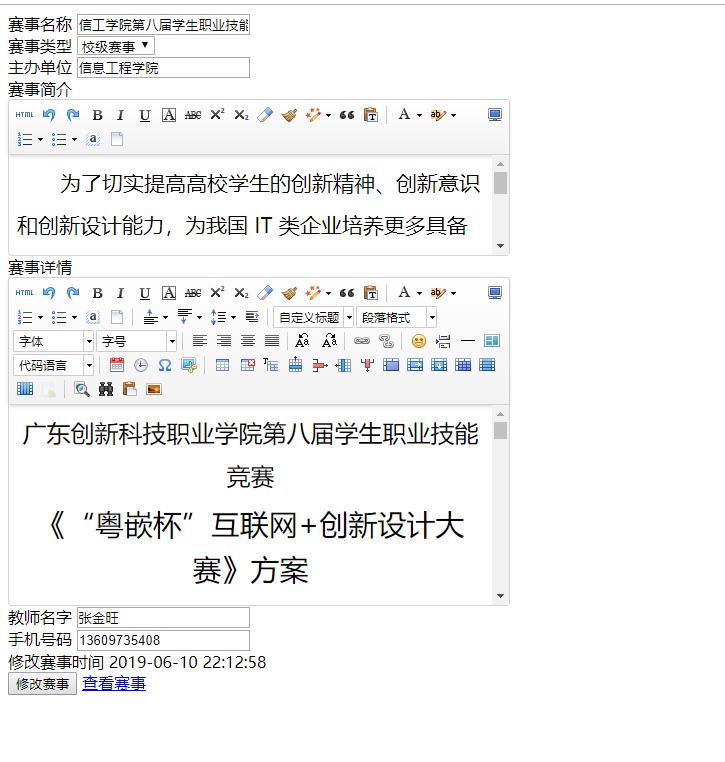 赛事名称 信工学院第八届学生职业技能
赛事类型 校级赛事
主办单位 信息工程学院
赛事简介
HTML B I U A ABC X² X₂ A ab
a
为了切实提高高校学生的创新精神、创新意识
和创新设计能力，为我国 IT 类企业培养更多具备
赛事详情
HTML B I U A ABC X² X₂ A ab
a 自定义标题 段落格式
字体 字号
代码语言
广东创新科技职业学院第八届学生职业技能
竞赛
《“粤嵌杯”互联网+创新设计大
赛》方案
教师名字 张金旺
手机号码 13609735408
修改赛事时间 2019-06-10 22:12:58
修改赛事 查看赛事